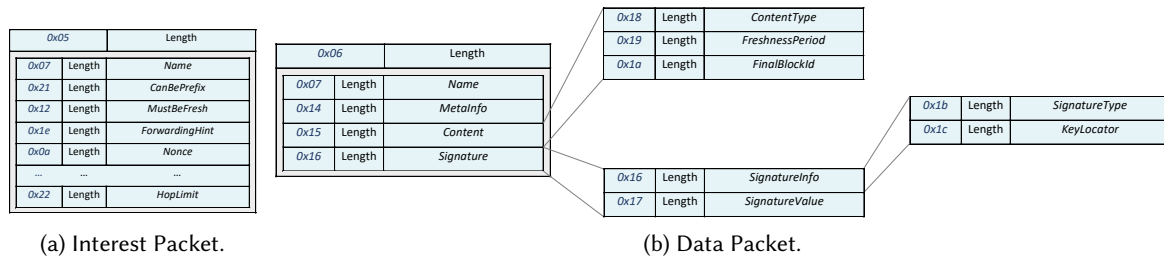 0x05 Length
0x07 Length Name
0x21 Length CanBePrefix
0x12 Length MustBeFresh
0x1e Length ForwardingHint
0x0a Length Nonce
... ... ...
0x22 Length HopLimit
(a) Interest Packet.
0x06 Length
0x07 Length Name
0x14 Length MetaInfo
0x15 Length Content
0x16 Length Signature
0x18 Length ContentType
0x19 Length FreshnessPeriod
0x1a Length FinalBlockId
0x16 Length SignatureInfo
0x17 Length SignatureValue
0x1b Length SignatureType
0x1c Length KeyLocator
(b) Data Packet.